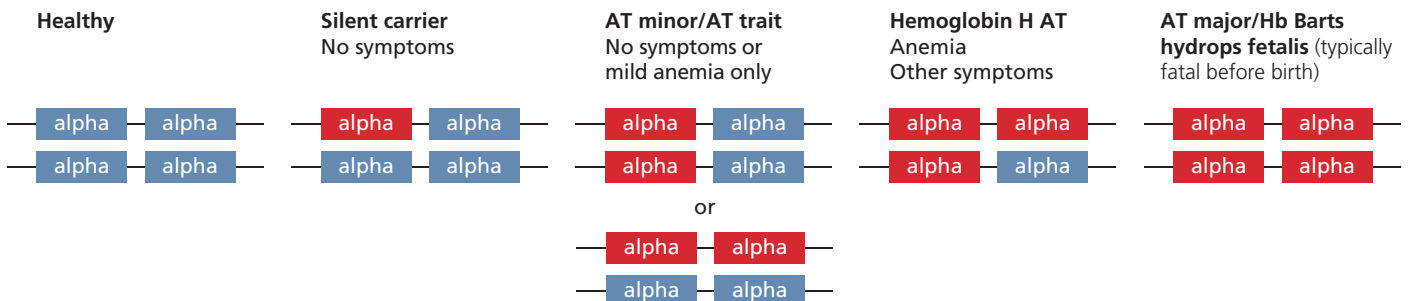 Healthy
Silent carrier
No symptoms
AT minor/AT trait
No symptoms or
mild anemia only
Hemoglobin H AT
Anemia
Other symptoms
AT major/Hb Barts
hydrops fetalis (typically
fatal before birth)
alpha alpha
alpha alpha
alpha alpha
alpha alpha
alpha alpha
alpha alpha
or
alpha alpha
alpha alpha
alpha alpha
alpha alpha
alpha alpha
alpha alpha